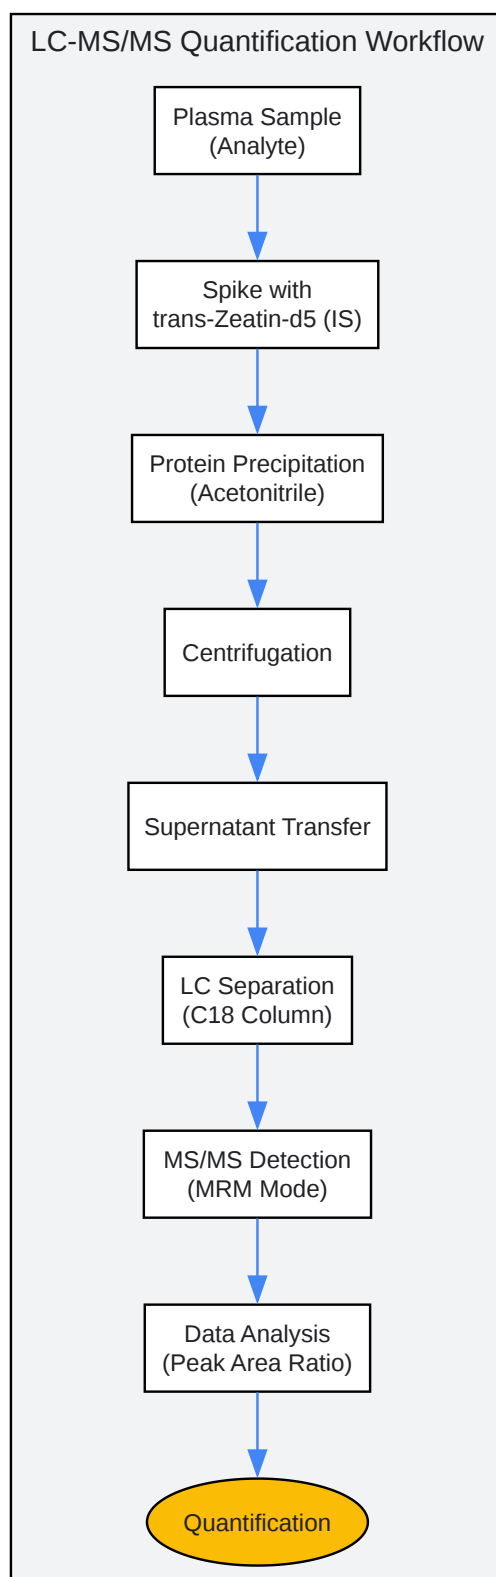 LC-MS/MS Quantification Workflow
Plasma Sample
(Analyte)
Spike with
trans-Zeatin-d5 (IS)
Protein Precipitation
(Acetonitrile)
Centrifugation
Supernatant Transfer
LC Separation
(C18 Column)
MS/MS Detection
(MRM Mode)
Data Analysis
(Peak Area Ratio)
Quantification